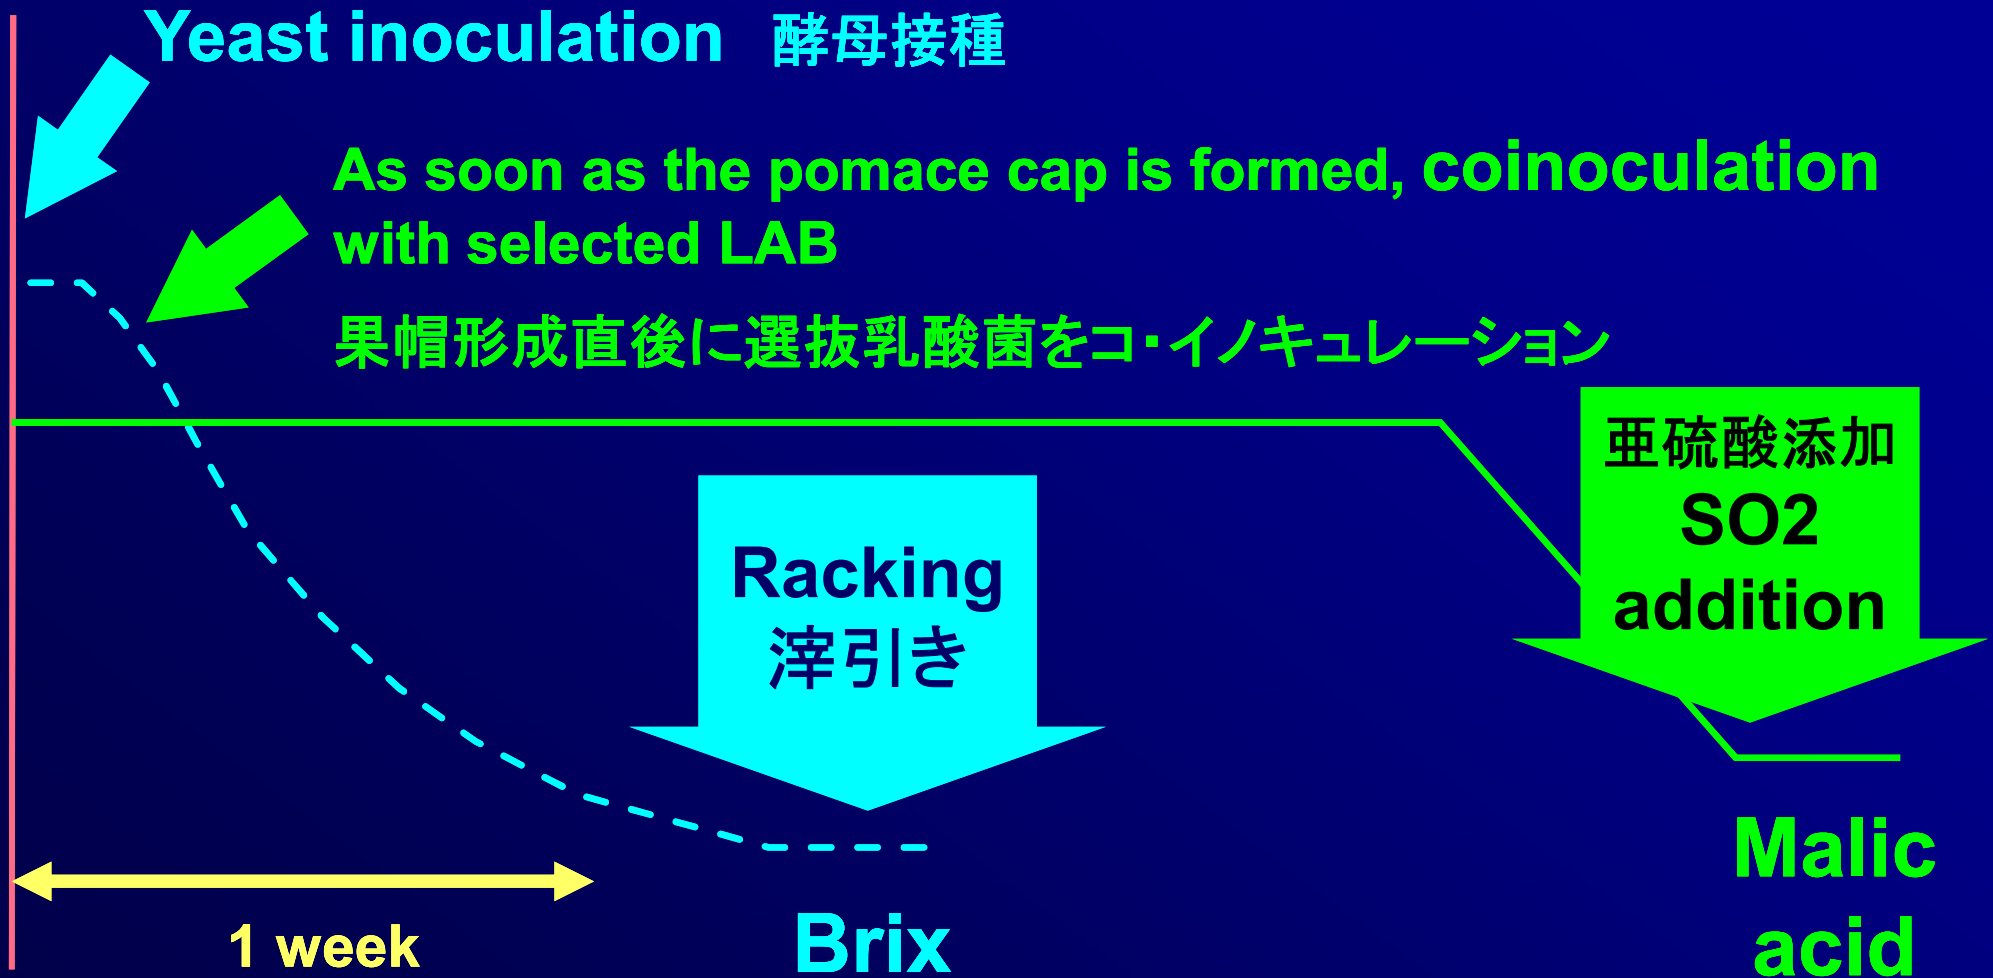 Yeast inoculation 酵母接種
As soon as the pomace cap is formed, coinoculation
with selected LAB
果帽形成直後に選抜乳酸菌をコ・イノキュレーション
亜硫酸添加
SO2
addition
Racking
滓引き
Malic
acid
1 week
Brix